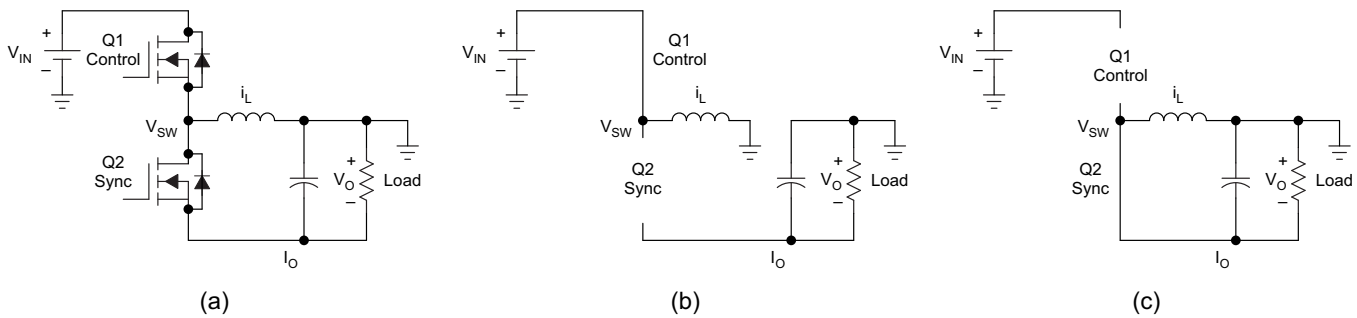 +
V_IN
−
Q1
Control
i_L
V_SW
Q2
Sync
+
V_O
−
Load
I_O
(a)
+
V_IN
−
Q1
Control
i_L
V_SW
Q2
Sync
+
V_O
−
Load
I_O
(b)
+
V_IN
−
Q1
Control
i_L
V_SW
Q2
Sync
+
V_O
−
Load
I_O
(c)